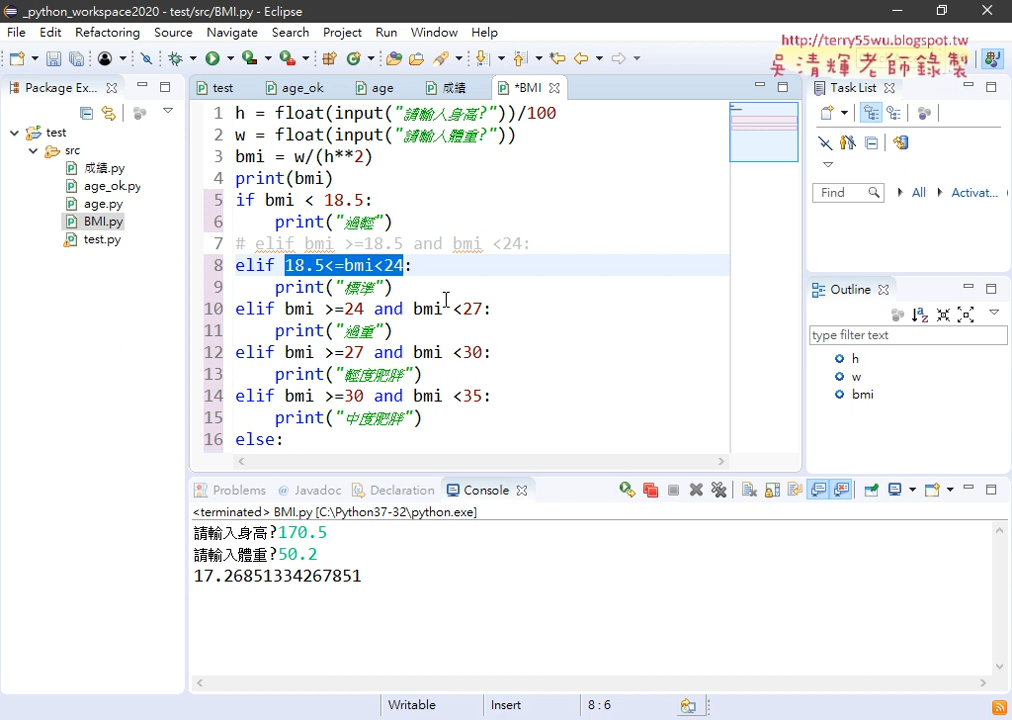 _python_workspace2020 - test/src/BMI.py - Eclipse
File Edit Refactoring Source Navigate Search Project Run Window Help
http://terry55wu.blogspot.tw
吳清輝老師錄製
Package Ex...
test
src
成績.py
age_ok.py
age.py
BMI.py
test.py
test age_ok age 成績 *BMI
1 h = float(input("請輸入身高?"))/100
2 w = float(input("請輸入體重?"))
3 bmi = w/(h**2)
4 print(bmi)
5 if bmi < 18.5:
6 print("過輕")
7 # elif bmi >=18.5 and bmi <24:
8 elif 18.5<=bmi<24:
9 print("標準")
10 elif bmi >=24 and bmi <27:
11 print("過重")
12 elif bmi >=27 and bmi <30:
13 print("輕度肥胖")
14 elif bmi >=30 and bmi <35:
15 print("中度肥胖")
16 else:
Task List
Find All Activat...
Outline
type filter text
h
w
bmi
Problems @ Javadoc Declaration Console
<terminated> BMI.py [C:\Python37-32\python.exe]
請輸入身高?170.5
請輸入體重?50.2
17.26851334267851
Writable Insert 8 : 6